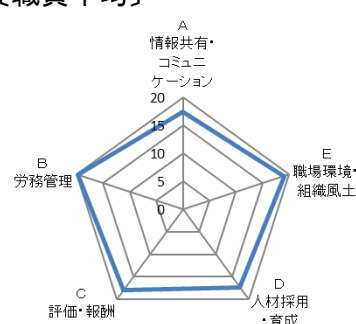 A
情報共有・
コミュニ
ケーション
20
15
10
5
0
B
労務管理
E
職場環境・
組織風土
C
評価・報酬
D
人材採用
・育成